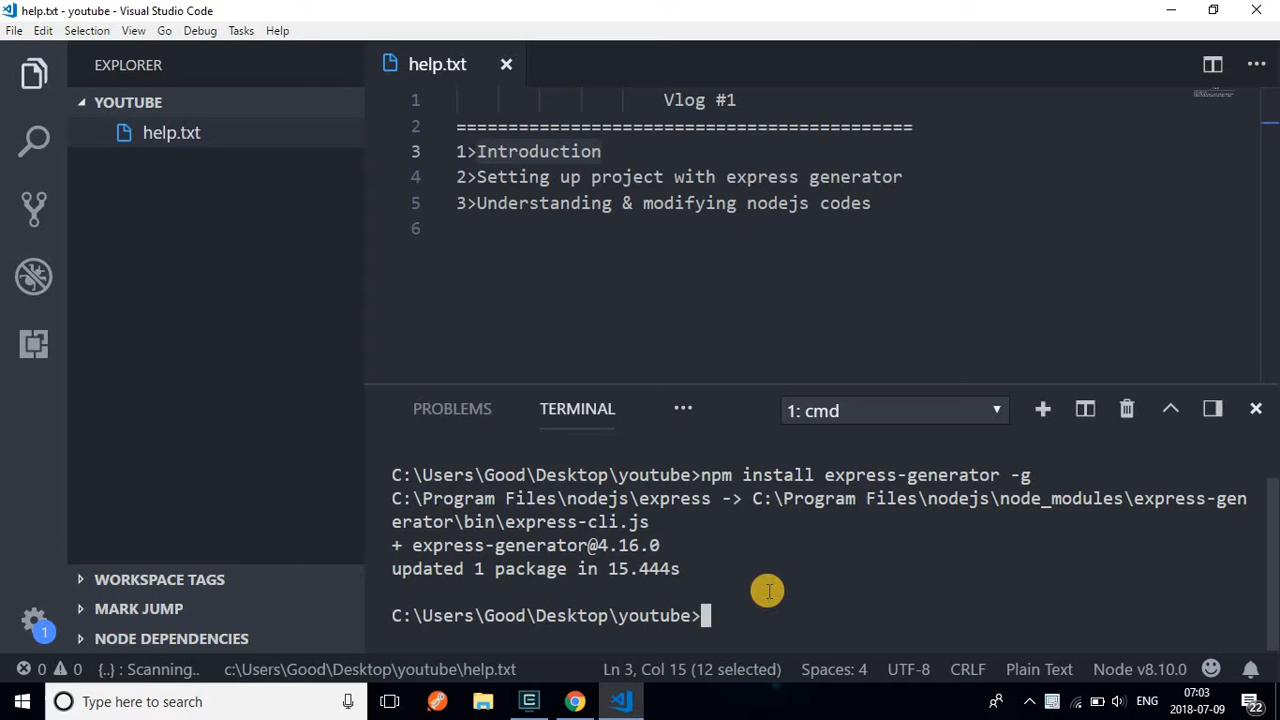 help.txt - youtube - Visual Studio Code
File Edit Selection View Go Debug Tasks Help
EXPLORER
YOUTUBE
help.txt
WORKSPACE TAGS
MARK JUMP
NODE DEPENDENCIES
help.txt
1 Vlog #1
2 ============================================
3 1>Introduction
4 2>Setting up project with express generator
5 3>Understanding & modifying nodejs codes
6
PROBLEMS TERMINAL ••• 1: cmd
C:\Users\Good\Desktop\youtube>npm install express-generator -g
C:\Program Files\nodejs\express -> C:\Program Files\nodejs\node_modules\express-gen
erator\bin\express-cli.js
+ express-generator@4.16.0
updated 1 package in 15.444s
C:\Users\Good\Desktop\youtube>
1
0 0 {..} : Scanning.. c:\Users\Good\Desktop\youtube\help.txt Ln 3, Col 15 (12 selected) Spaces: 4 UTF-8 CRLF Plain Text Node v8.10.0
Type here to search
ENG
07:03
2018-07-09
22